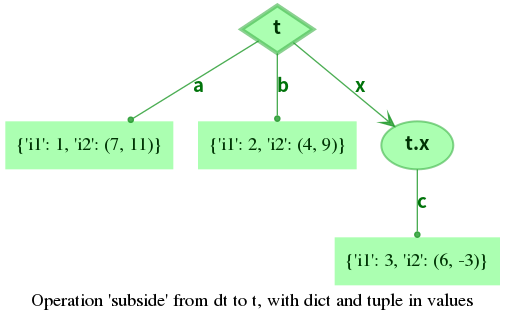 t
a
b
x
{'i1': 1, 'i2': (7, 11)}
{'i1': 2, 'i2': (4, 9)}
t.x
c
{'i1': 3, 'i2': (6, -3)}
Operation 'subside' from dt to t, with dict and tuple in values